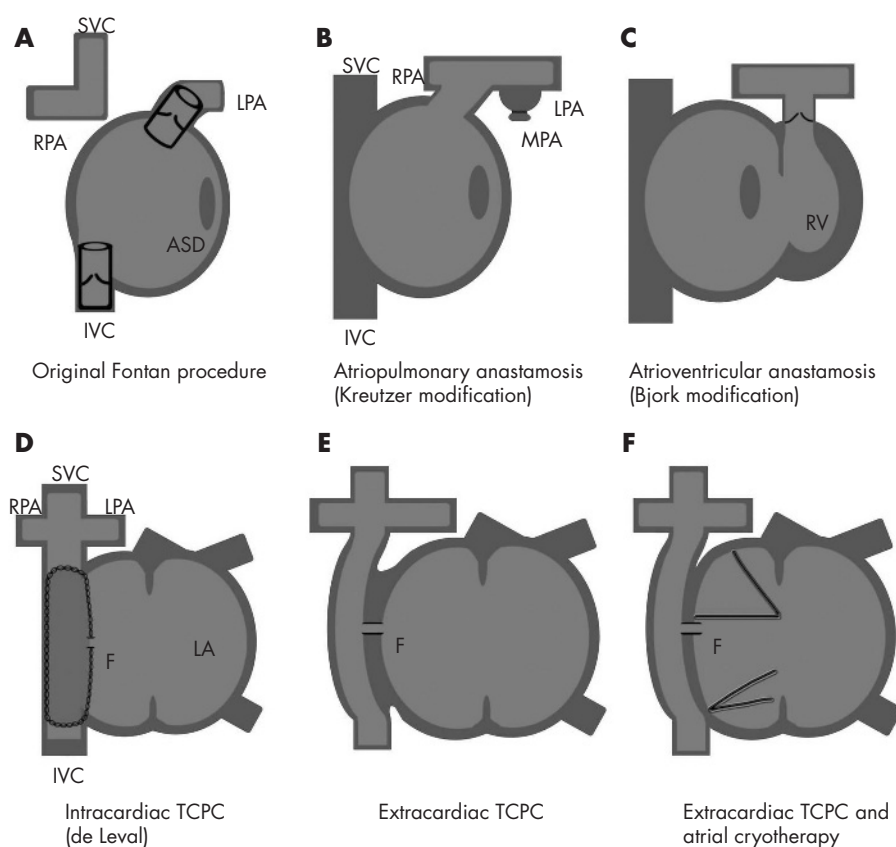 A
SVC
RPA
LPA
ASD
IVC
Original Fontan procedure
B
SVC
RPA
LPA
MPA
IVC
Atriopulmonary anastamosis
(Kreutzer modification)
C
RV
Atrioventricular anastamosis
(Bjork modification)
D
SVC
RPA
LPA
F
LA
IVC
Intracardiac TCPC
(de Leval)
E
F
Extracardiac TCPC
F
F
Extracardiac TCPC and
atrial cryotherapy